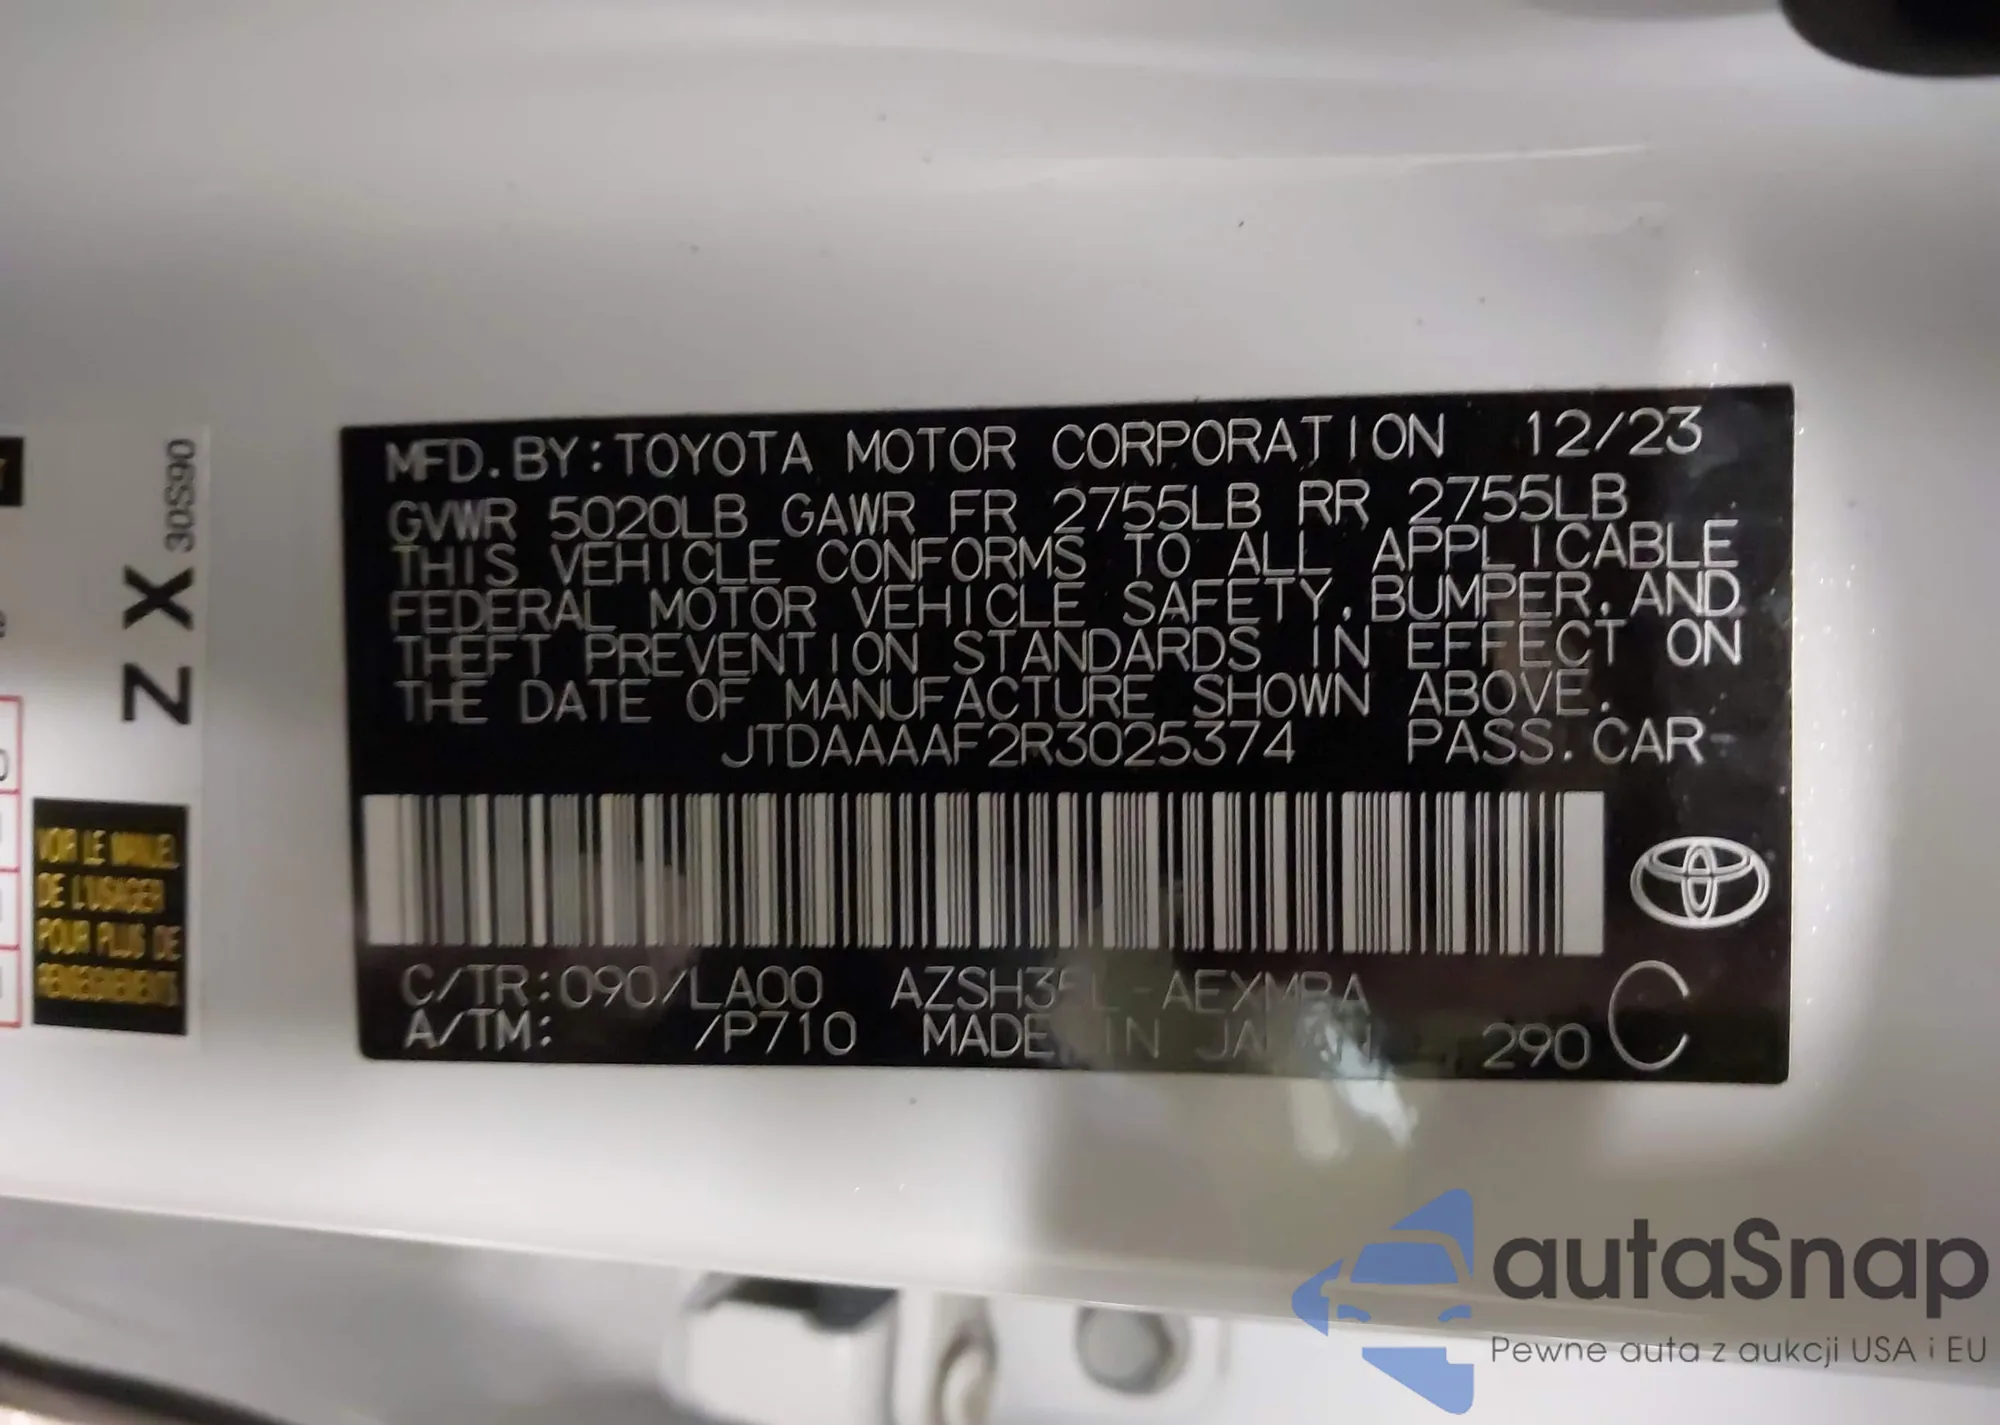 MFD. BY: TOYOTA MOTOR CORPORATION 12/23
GVWR 5020LB GAWR FR 2755LB RR 2755LB
THIS VEHICLE CONFORMS TO ALL APPLICABLE
FEDERAL MOTOR VEHICLE SAFETY, BUMPER, AND
THEFT PREVENTION STANDARDS IN EFFECT ON
THE DATE OF MANUFACTURE SHOWN ABOVE.
JTDAAAAF2R3025374 PASS. CAR
C/TR:090/LA00
A/TM: /P710 MADE IN JAPAN 290 C
ZX 30S90
VOIR LE MANUEL
DE L'USAGER
POUR PLUS DE
RENSEIGNEMENTS
autaSnap
Pewne auta z aukcji USA i EU